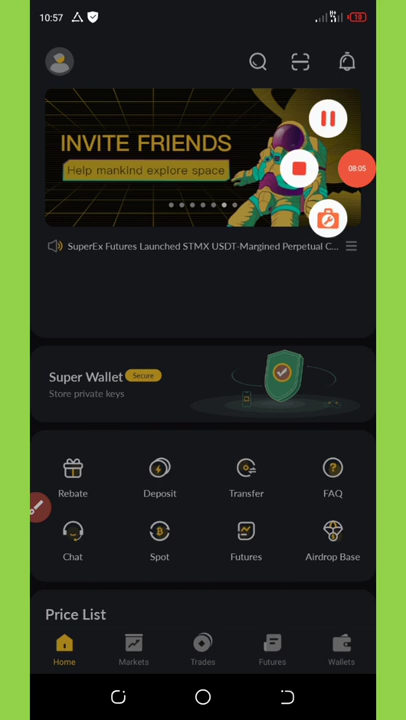 10:57
18
INVITE FRIENDS
Help mankind explore space
08:05
SuperEx Futures Launched STMX USDT-Margined Perpetual C...
Super Wallet Secure
Store private keys
Rebate Deposit Transfer FAQ
Chat Spot Futures Airdrop Base
Price List
Home Markets Trades Futures Wallets